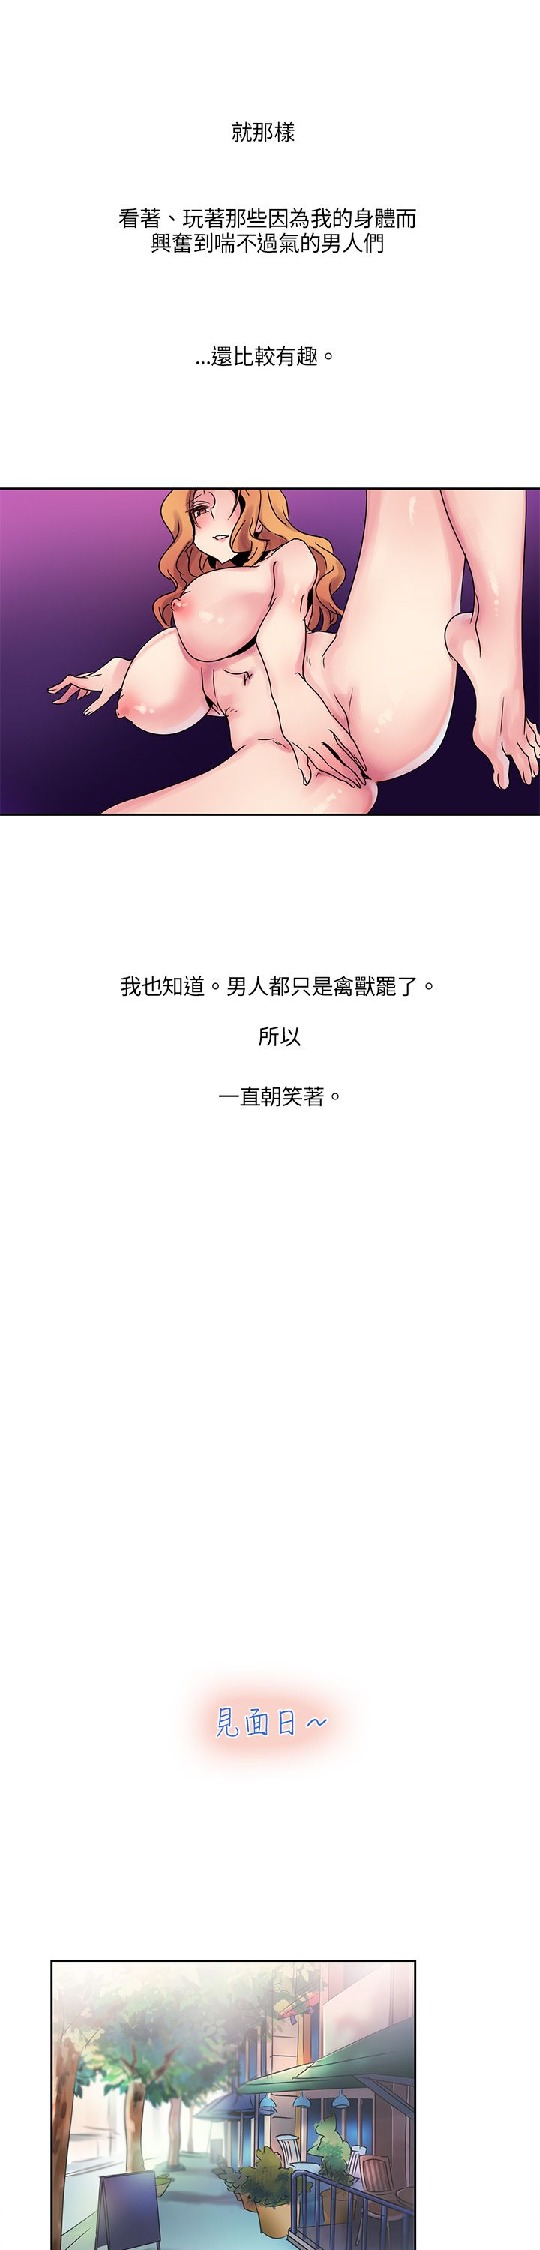 就那樣
看著、玩著那些因為我的身體而
興奮到喘不過氣的男人們
...還比較有趣。
我也知道。男人都只是禽獸罷了。
所以
一直朝笑著。
見面日~